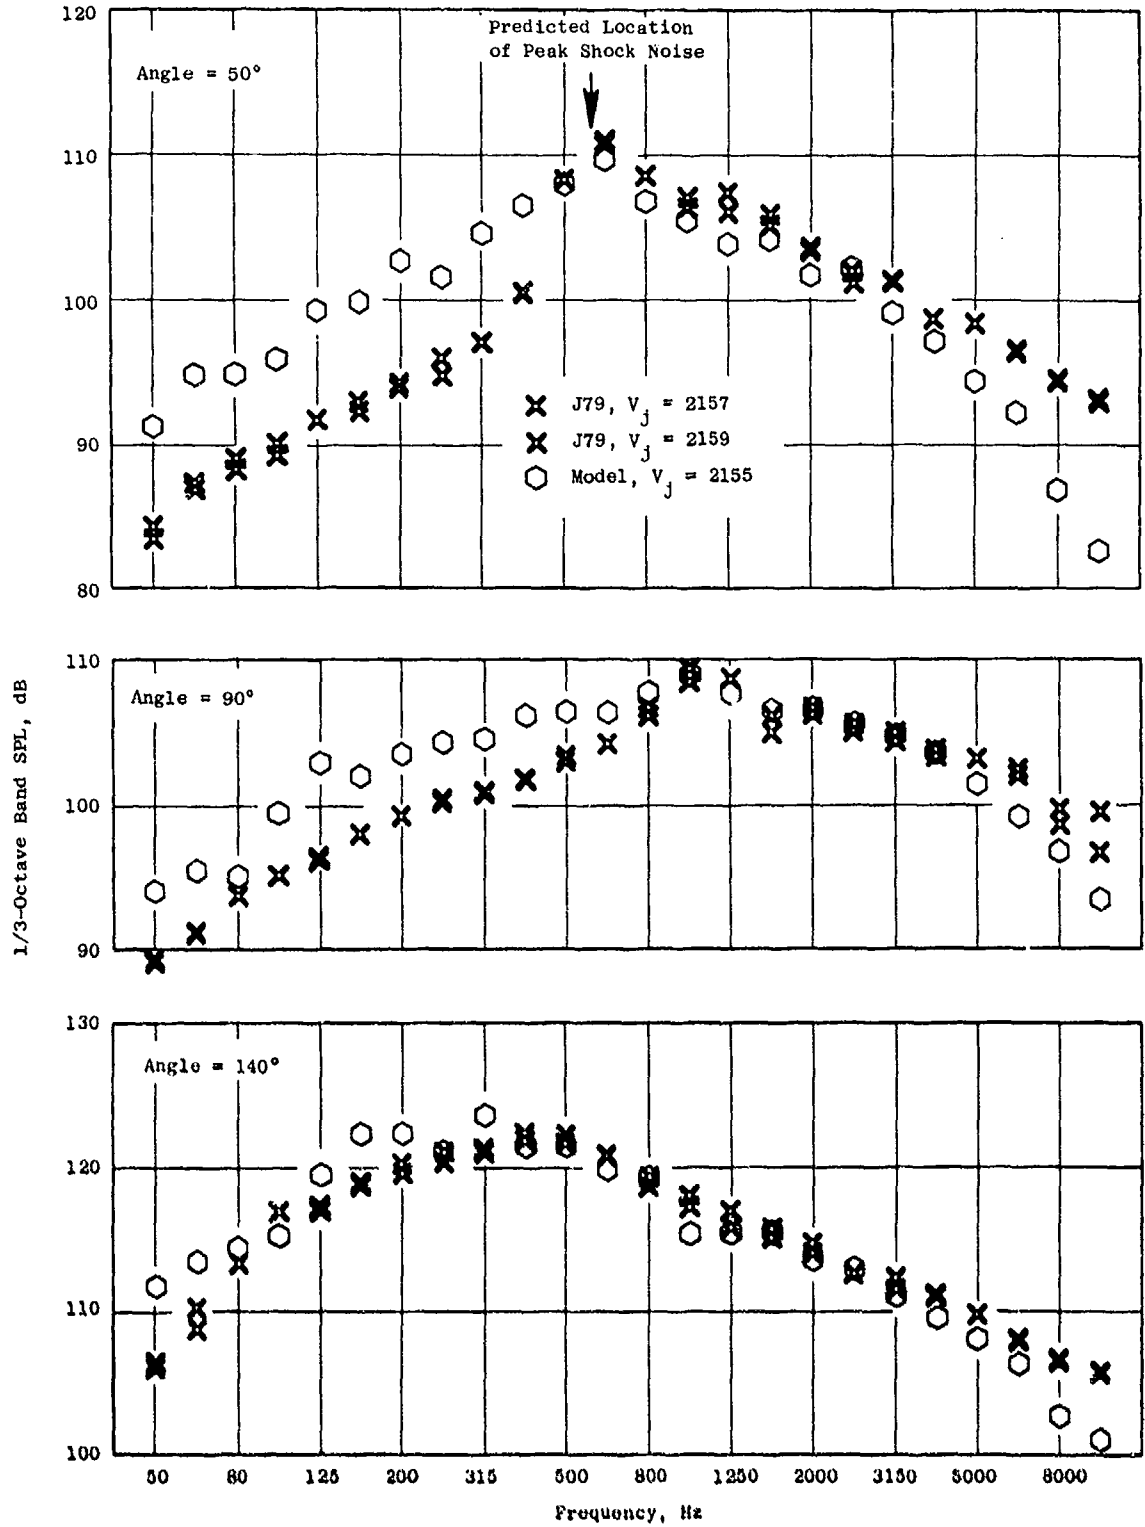 120
Predicted Location
of Peak Shock Noise
Angle = 50°
110
100
J79, Vj = 2157
J79, Vj = 2159
Model, Vj = 2155
90
80
1/3-Octave Band SPL, dB
110
Angle = 90°
100
90
130
Angle = 140°
120
110
100
50 80 125 200 315 500 800 1250 2000 3150 5000 8000
Frequency, Hz